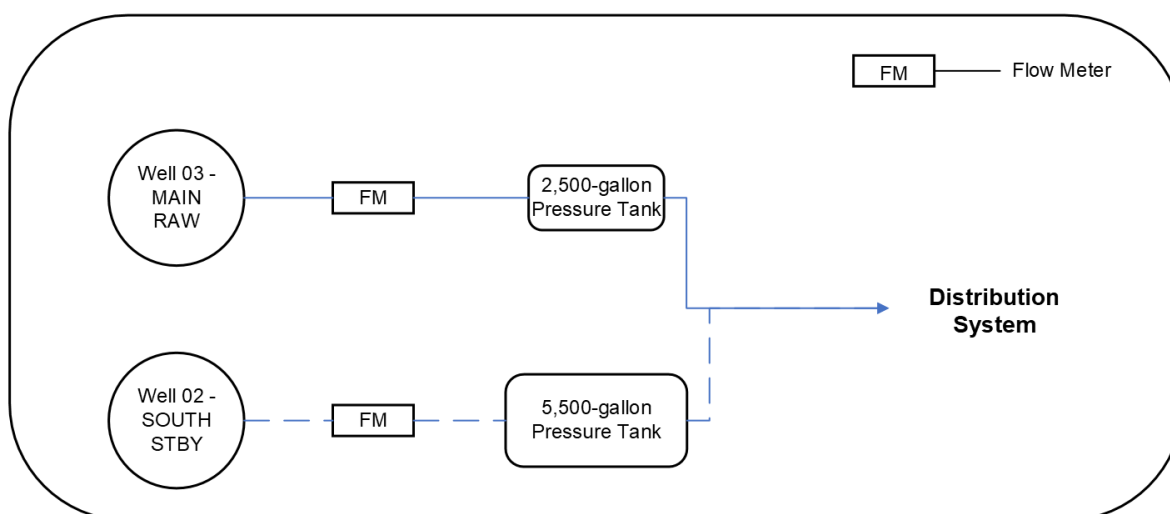 FM
Flow Meter
Well 03 -
MAIN
RAW
FM
2,500-gallon
Pressure Tank
Distribution
System
Well 02 -
SOUTH
STBY
FM
5,500-gallon
Pressure Tank